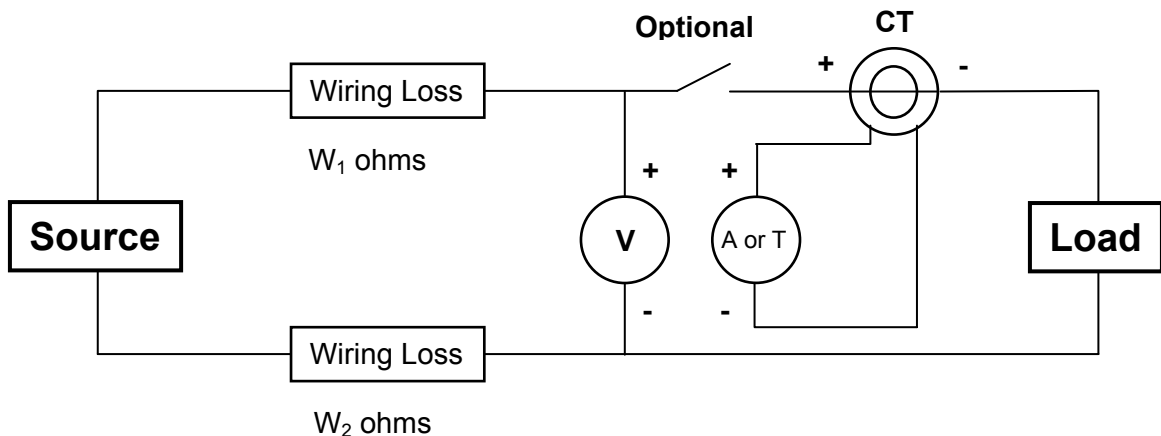 Optional
CT
+
-
Wiring Loss
W₁ ohms
+
+
Source
V
A or T
Load
-
-
Wiring Loss
W₂ ohms